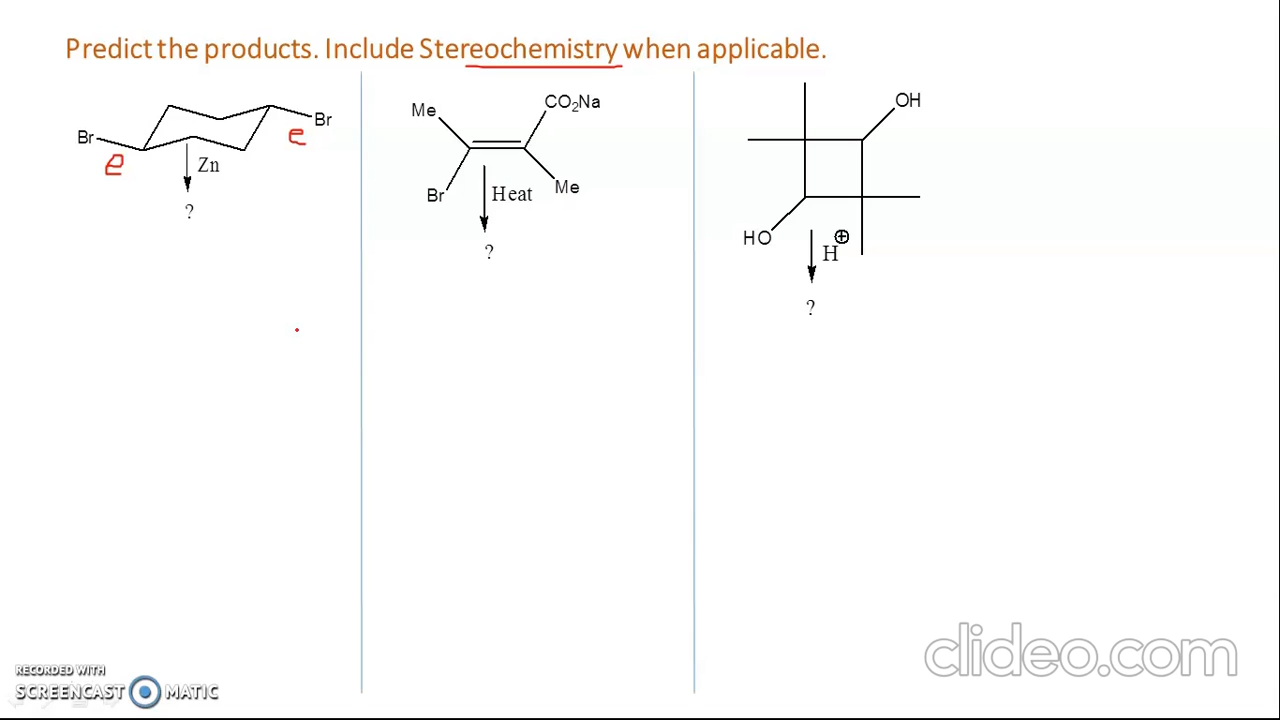 Predict the products. Include Stereochemistry when applicable.
Br
Br
e
e
Zn
?
Me
CO₂Na
Br
Me
Heat
?
OH
HO
H⊕
?
clideo.com
RECORDED WITH
SCREENCAST MATIC